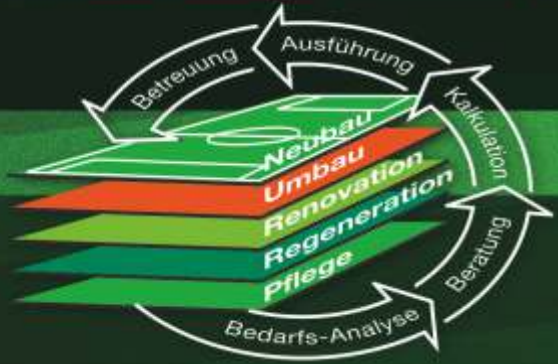 Ausführung
Betreuung
Kalkulation
Neubau
Umbau
Renovation
Regeneration
Pflege
Beratung
Bedarfs-Analyse